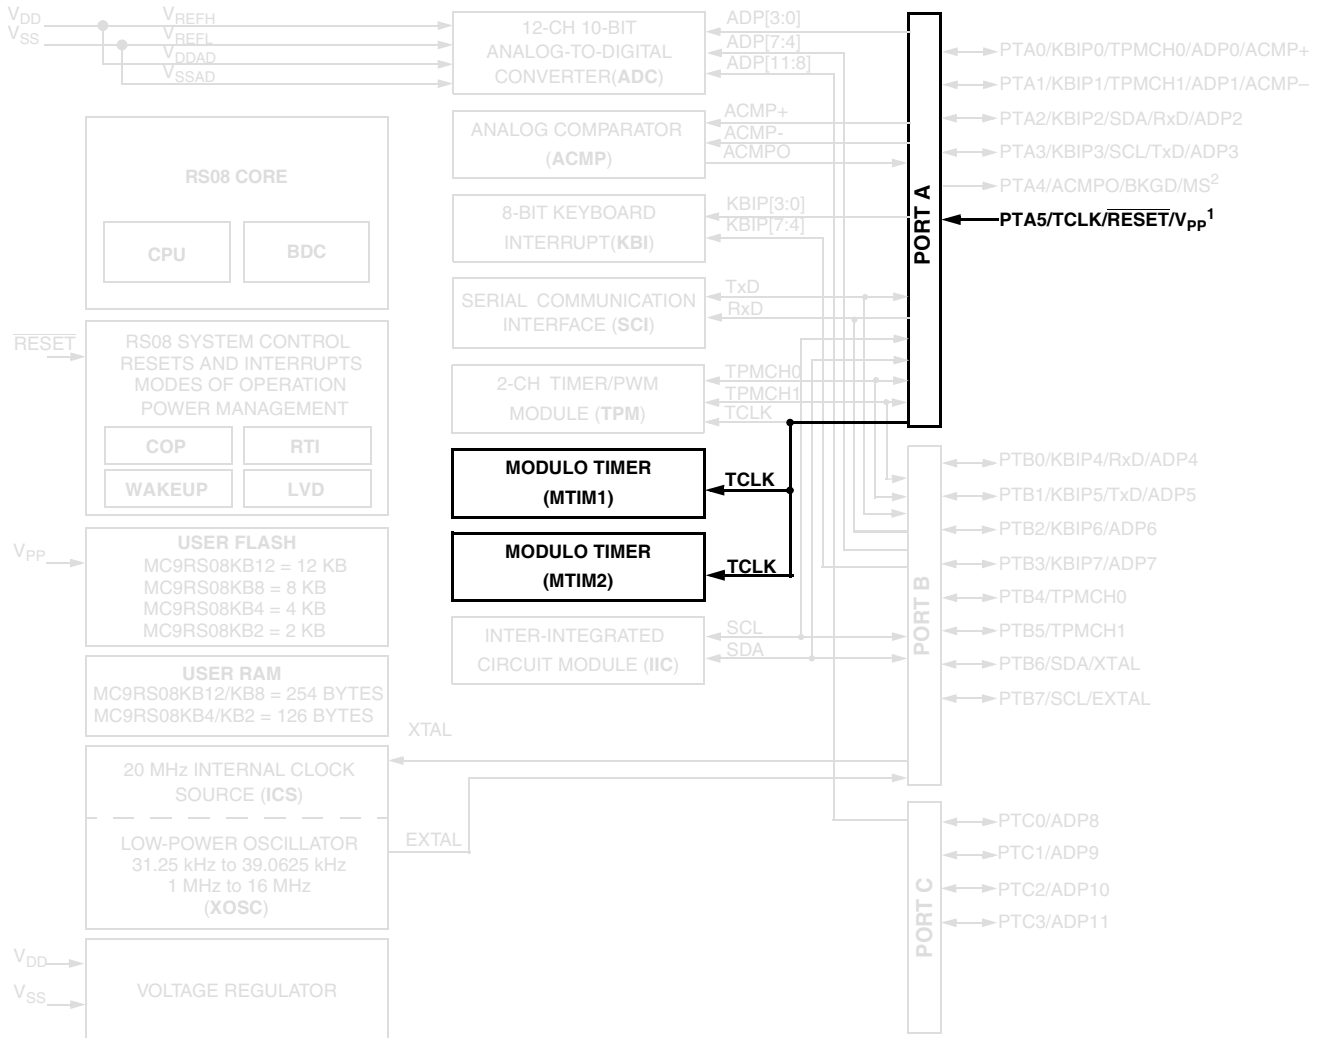 VDD
VSS
VREFH
VREFL
VDDAD
VSSAD
12-CH 10-BIT
ANALOG-TO-DIGITAL
CONVERTER(ADC)
ADP[3:0]
ADP[7:4]
ADP[11:8]
ANALOG COMPARATOR
(ACMP)
ACMP+
ACMP-
ACMPO
8-BIT KEYBOARD
INTERRUPT(KBI)
KBIP[3:0]
KBIP[7:4]
SERIAL COMMUNICATION
INTERFACE (SCI)
TxD
RxD
2-CH TIMER/PWM
MODULE (TPM)
TPMCH0
TPMCH1
TCLK
MODULO TIMER
(MTIM1)
TCLK
MODULO TIMER
(MTIM2)
TCLK
INTER-INTEGRATED
CIRCUIT MODULE (IIC)
SCL
SDA
RS08 CORE
CPU
BDC
RESET
RS08 SYSTEM CONTROL
RESETS AND INTERRUPTS
MODES OF OPERATION
POWER MANAGEMENT
COP
RTI
WAKEUP
LVD
VPP
USER FLASH
MC9RS08KB12 = 12 KB
MC9RS08KB8 = 8 KB
MC9RS08KB4 = 4 KB
MC9RS08KB2 = 2 KB
USER RAM
MC9RS08KB12/KB8 = 254 BYTES
MC9RS08KB4/KB2 = 126 BYTES
20 MHz INTERNAL CLOCK
SOURCE (ICS)
XTAL
LOW-POWER OSCILLATOR
31.25 kHz to 39.0625 kHz
1 MHz to 16 MHz
(XOSC)
EXTAL
VDD
VSS
VOLTAGE REGULATOR
PORT A
PTA0/KBIP0/TPMCH0/ADP0/ACMP+
PTA1/KBIP1/TPMCH1/ADP1/ACMP–
PTA2/KBIP2/SDA/RxD/ADP2
PTA3/KBIP3/SCL/TxD/ADP3
PTA4/ACMPO/BKGD/MS2
PTA5/TCLK/RESET/VPP1
PORT B
PTB0/KBIP4/RxD/ADP4
PTB1/KBIP5/TxD/ADP5
PTB2/KBIP6/ADP6
PTB3/KBIP7/ADP7
PTB4/TPMCH0
PTB5/TPMCH1
PTB6/SDA/XTAL
PTB7/SCL/EXTAL
PORT C
PTC0/ADP8
PTC1/ADP9
PTC2/ADP10
PTC3/ADP11